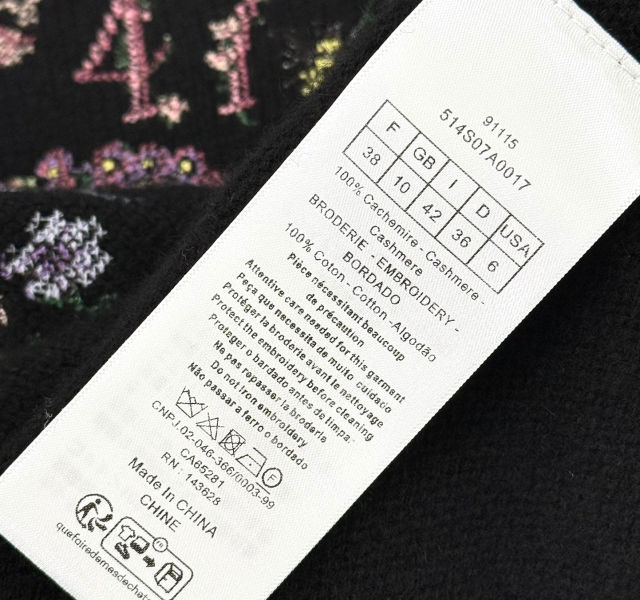 41
91115
514S07A0017
F GB I D USA
38 10 42 36 6
100% Cachemire - Cashmere -
Cashmere
BRODERIE - EMBROIDERY -
BORDADO
100% Coton - Cotton - Algodão
Pièce nécessitant beaucoup
de précaution
Attentive care needed for this garment
Peça que necessita de muito cuidado
Protéger la broderie avant le nettoyage
Protect the embroidery before cleaning
Proteger o bordado antes de limpa:
Ne pas repasser la broderie
Do not iron embroidery
Não passar a ferro o bordado
CNPJ.02-046-366/0003-99
CA65281
RN. 143628
Made In CHINA
CHINE
FR
quefairedemesdechets